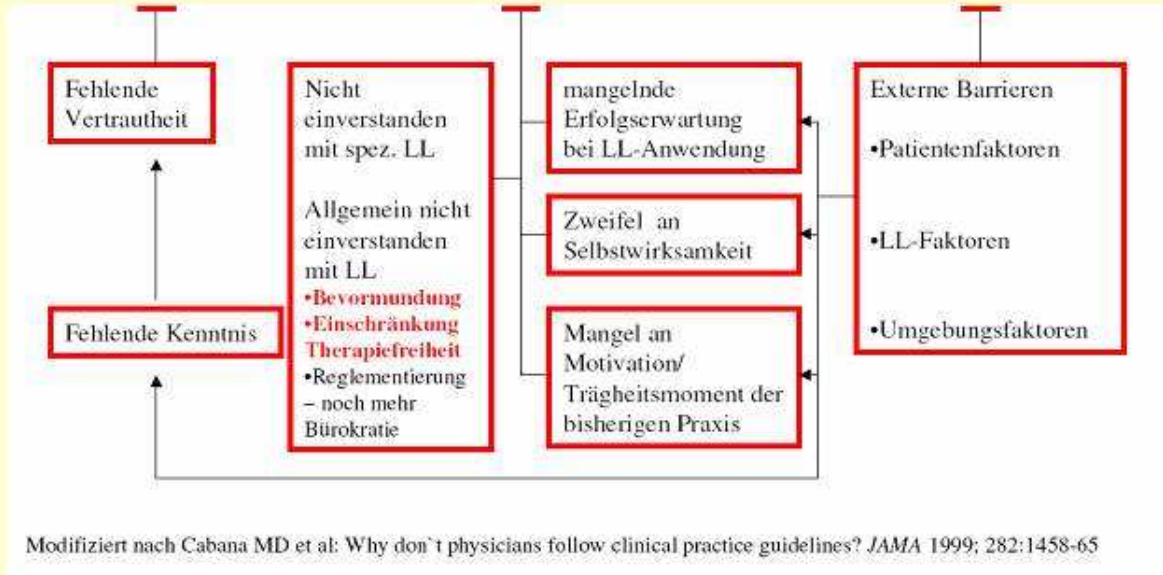 Fehlende
Vertrautheit
Fehlende Kenntnis
Nicht
einverstanden
mit spez. LL
Allgemein nicht
einverstanden
mit LL
•Bevormundung
•Einschränkung
Therapiefreiheit
•Reglementierung
– noch mehr
Bürokratie
mangelnde
Erfolgserwartung
bei LL-Anwendung
Zweifel an
Selbstwirksamkeit
Mangel an
Motivation/
Trägheitsmoment der
bisherigen Praxis
Externe Barrieren
•Patientenfaktoren
•LL-Faktoren
•Umgebungsfaktoren
Modifiziert nach Cabana MD et al: Why don`t physicians follow clinical practice guidelines? JAMA 1999; 282:1458-65